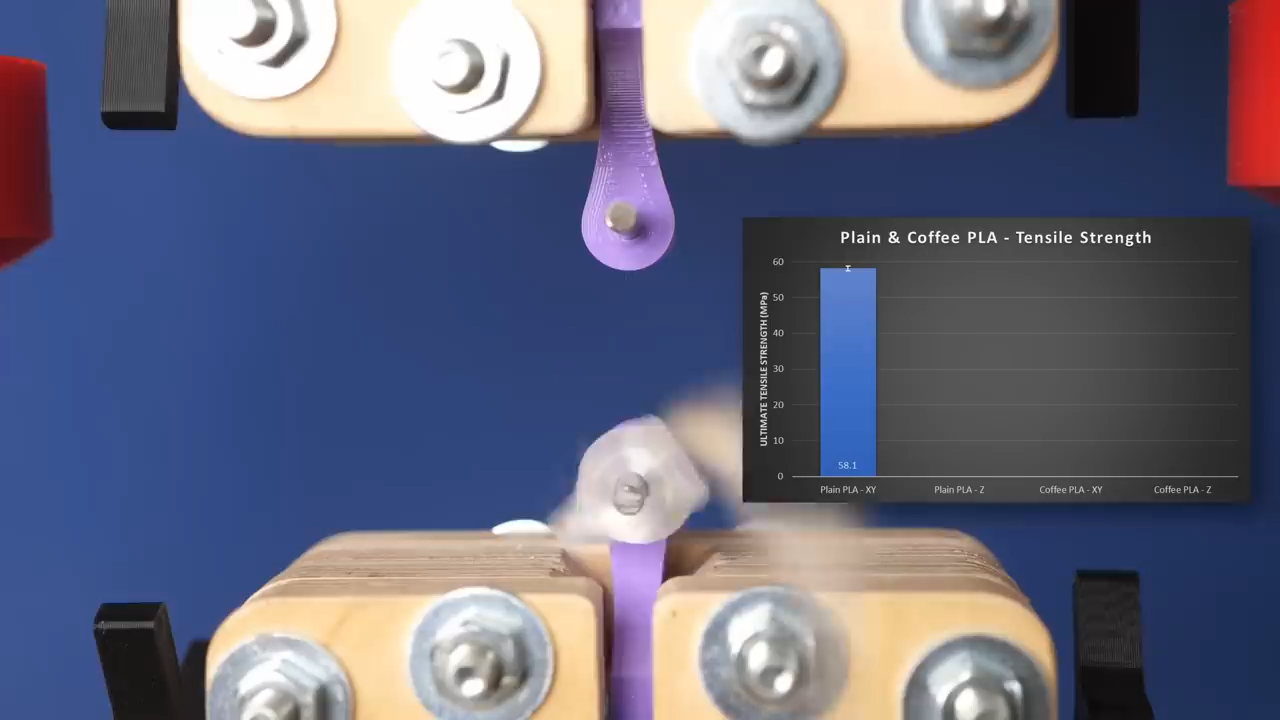 Plain & Coffee PLA - Tensile Strength
ULTIMATE TENSILE STRENGTH (MPa)
60
50
40
30
20
10
0
58.1
Plain PLA - XY
Plain PLA - Z
Coffee PLA - XY
Coffee PLA - Z